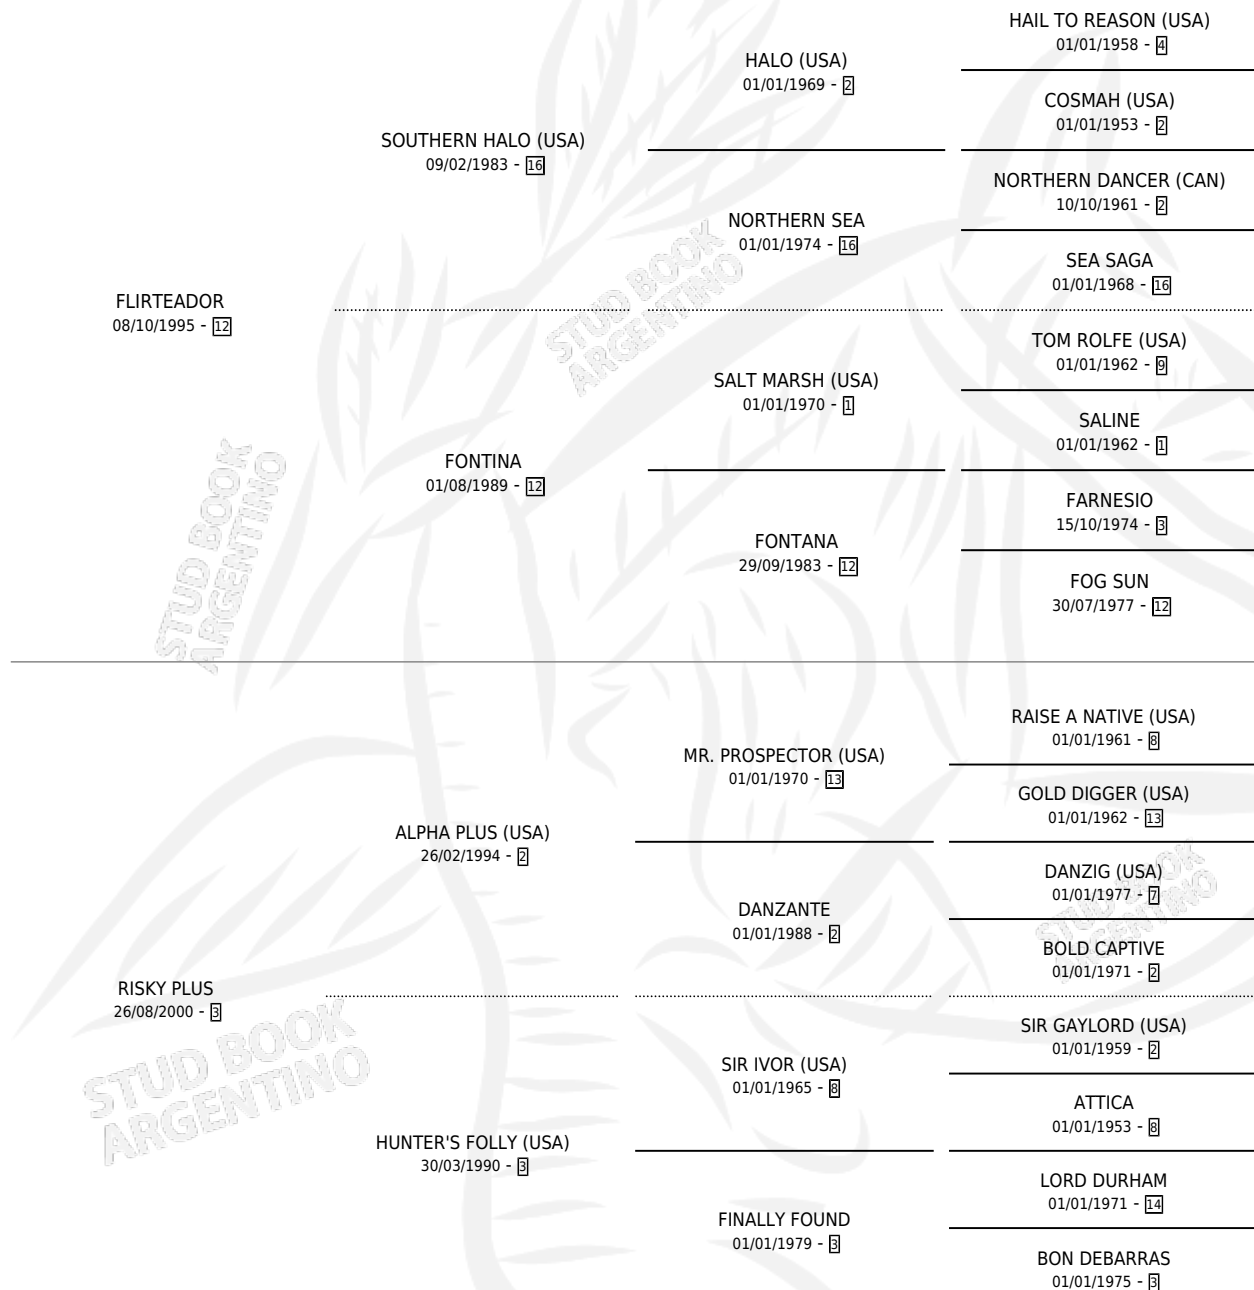 HAIL TO REASON (USA)
01/01/1958 - 4
HALO (USA)
01/01/1969 - 2
COSMAH (USA)
01/01/1953 - 2
SOUTHERN HALO (USA)
09/02/1983 - 16
NORTHERN DANCER (CAN)
10/10/1961 - 2
NORTHERN SEA
01/01/1974 - 16
SEA SAGA
01/01/1968 - 16
FLIRTEADOR
08/10/1995 - 12
TOM ROLFE (USA)
01/01/1962 - 9
SALT MARSH (USA)
01/01/1970 - 1
SALINE
01/01/1962 - 1
FONTINA
01/08/1989 - 12
FARNESIO
15/10/1974 - 3
FONTANA
29/09/1983 - 12
FOG SUN
30/07/1977 - 12
STUD BOOK
ARGENTINO
STUD BOOK
ARGENTINO
RAISE A NATIVE (USA)
01/01/1961 - 8
MR. PROSPECTOR (USA)
01/01/1970 - 13
GOLD DIGGER (USA)
01/01/1962 - 13
ALPHA PLUS (USA)
26/02/1994 - 2
DANZIG (USA)
01/01/1977 - 7
DANZANTE
01/01/1988 - 2
BOLD CAPTIVE
01/01/1971 - 2
RISKY PLUS
26/08/2000 - 3
SIR GAYLORD (USA)
01/01/1959 - 2
SIR IVOR (USA)
01/01/1965 - 8
ATTICA
01/01/1953 - 8
HUNTER'S FOLLY (USA)
30/03/1990 - 3
LORD DURHAM
01/01/1971 - 14
FINALLY FOUND
01/01/1979 - 3
BON DEBARRAS
01/01/1975 - 3
STUD BOOK
ARGENTINO
STUD BOOK
ARGENTINO